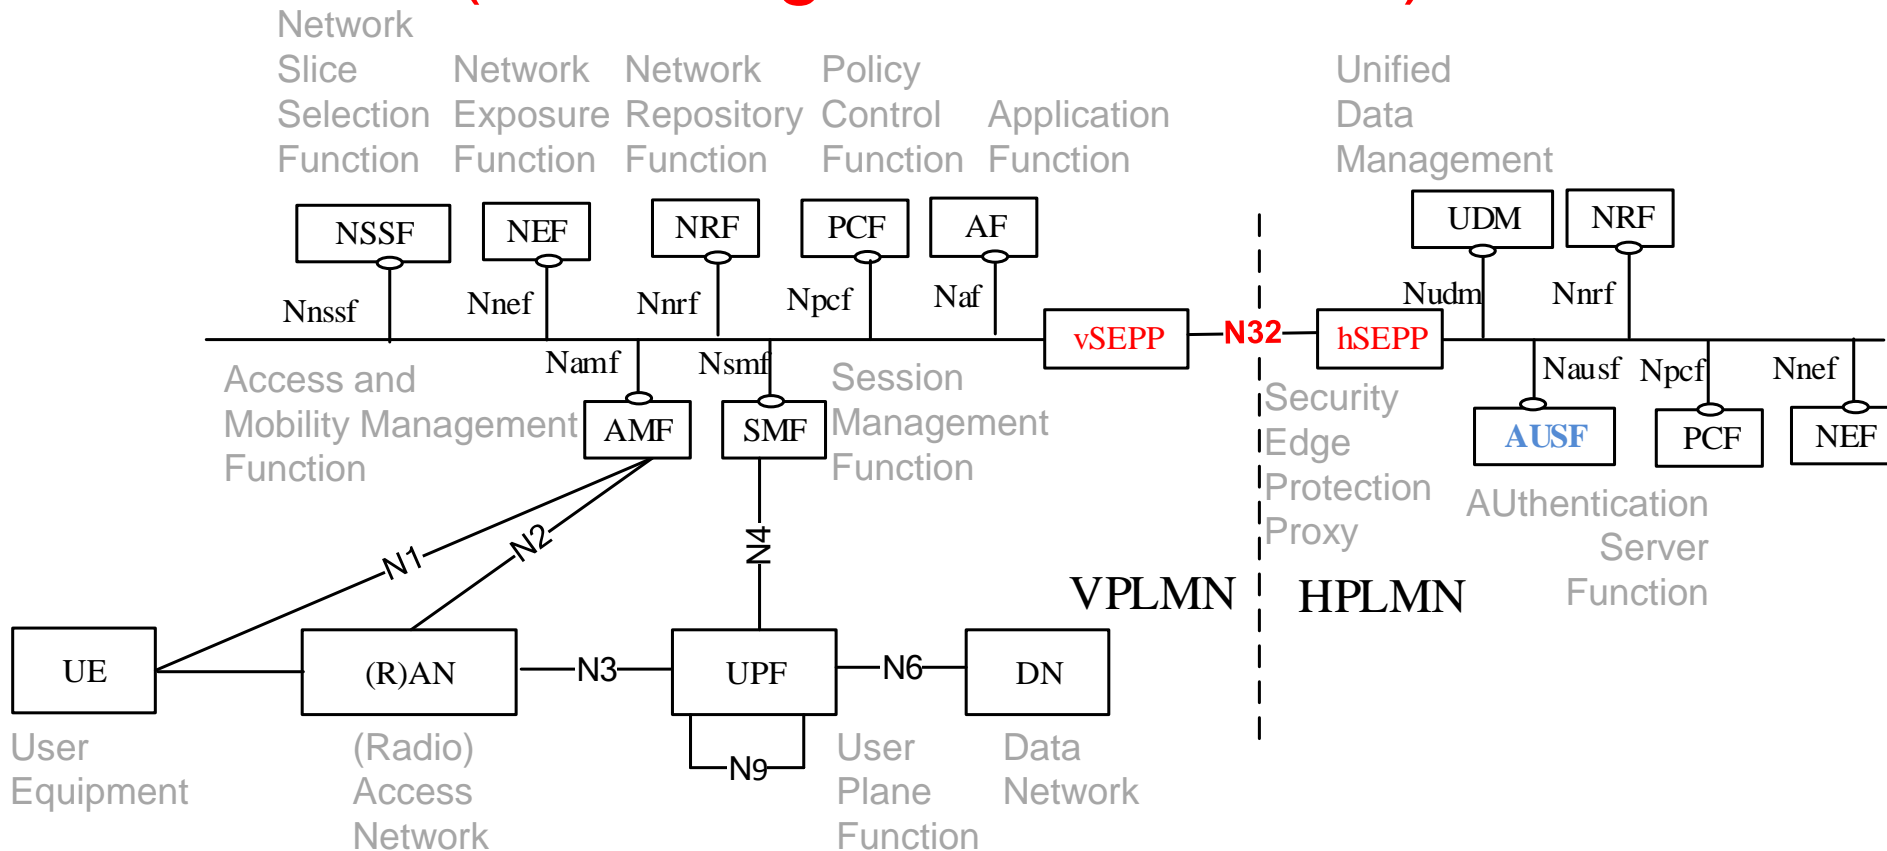 Network
Slice
Selection
Function
Network
Exposure
Function
Network
Repository
Function
Policy
Control
Function
Application
Function
Unified
Data
Management
NSSF
NEF
NRF
PCF
AF
UDM
NRF
Nnssf
Nnef
Nnrf
Npcf
Naf
Nudm
Nnrf
vSEPP
N32
hSEPP
Namf
Nsmf
Nausf
Npcf
Nnef
Access and
Mobility Management
Function
AMF
SMF
Session
Management
Function
Security
Edge
Protection
Proxy
AUSF
PCF
NEF
AUthentication
Server
Function
N1
N2
N4
VPLMN
HPLMN
UE
(R)AN
N3
UPF
N6
DN
N9
User
Equipment
(Radio)
Access
Network
User
Plane
Function
Data
Network